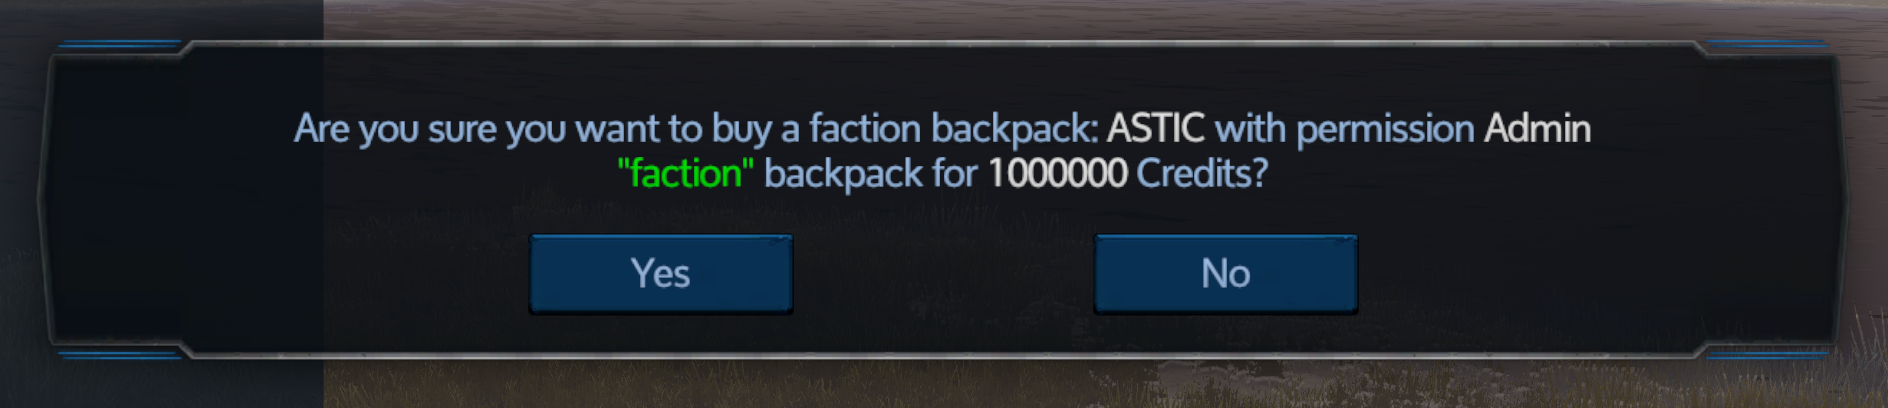 Are you sure you want to buy a faction backpack: ASTIC with permission Admin
"faction" backpack for 1000000 Credits?
Yes No